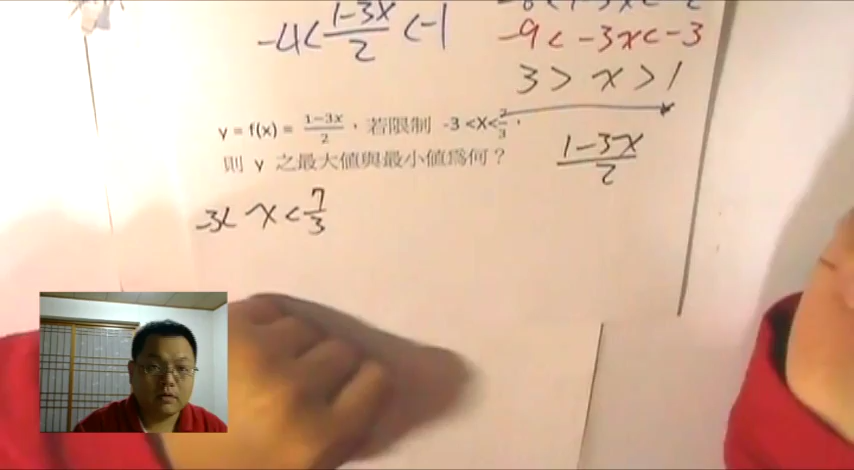 -4<(1-3x)/2<-1
-9<-3x<-3
3>x>1
y = f(x) = (1-3x)/2,若限制 -3 <X<7/3,
則 y 之最大值與最小值為何?
(1-3x)/2
-3< x <7/3